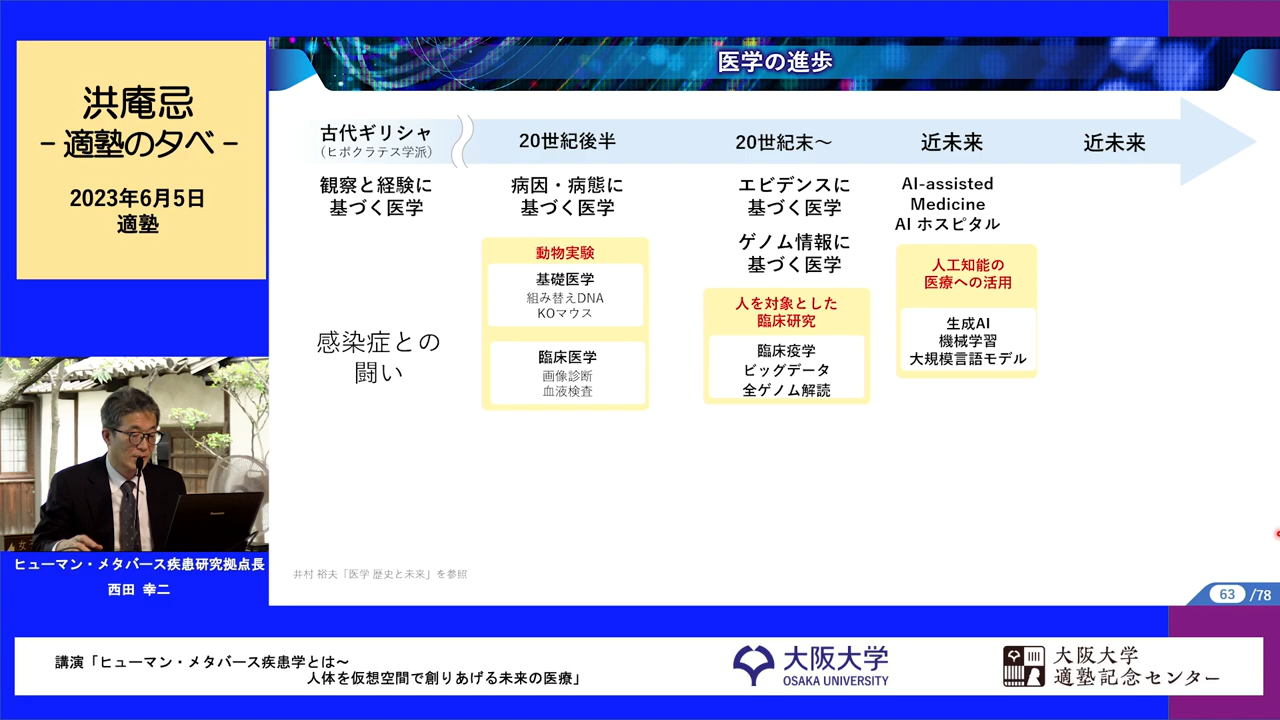 洪庵忌
- 適塾の夕べ -
2023年6月5日
適塾
医学の進歩
古代ギリシャ
(ヒポクラテス学派)
20世紀後半
20世紀末～
近未来
近未来
観察と経験に
基づく医学
病因・病態に
基づく医学
エビデンスに
基づく医学
ゲノム情報に
基づく医学
AI-assisted
Medicine
AI ホスピタル
動物実験
基礎医学
組み替えDNA
KOマウス
臨床医学
画像診断
血液検査
人を対象とした
臨床研究
臨床疫学
ビッグデータ
全ゲノム解読
人工知能の
医療への活用
生成AI
機械学習
大規模言語モデル
感染症との
闘い
井村 裕夫「医学 歴史と未来」を参照
63 /78
Panasonic
ヒューマン・メタバース疾患研究拠点長
西田 幸二
講演「ヒューマン・メタバース疾患学とは～
人体を仮想空間で創りあげる未来の医療」
大阪大学
OSAKA UNIVERSITY
大阪大学
適塾記念センター